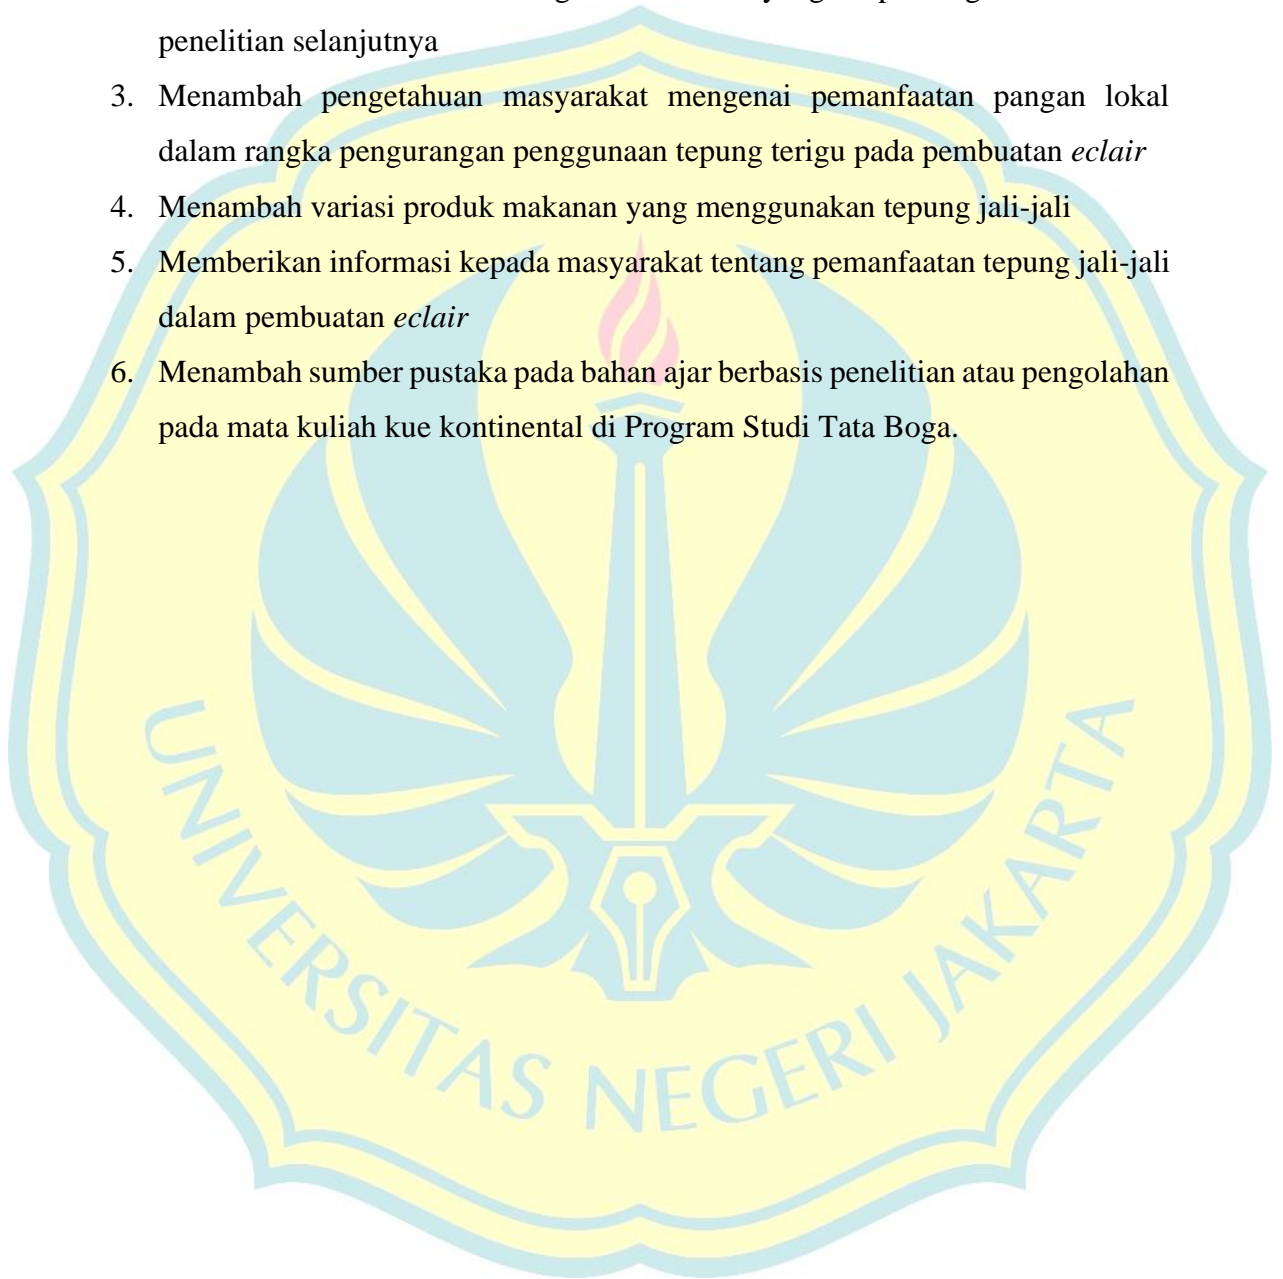 penelitian selanjutnya
3. Menambah pengetahuan masyarakat mengenai pemanfaatan pangan lokal
dalam rangka pengurangan penggunaan tepung terigu pada pembuatan eclair
4. Menambah variasi produk makanan yang menggunakan tepung jali-jali
5. Memberikan informasi kepada masyarakat tentang pemanfaatan tepung jali-jali
dalam pembuatan eclair
6. Menambah sumber pustaka pada bahan ajar berbasis penelitian atau pengolahan
pada mata kuliah kue kontinental di Program Studi Tata Boga.
UNIVERSITAS NEGERI JAKARTA